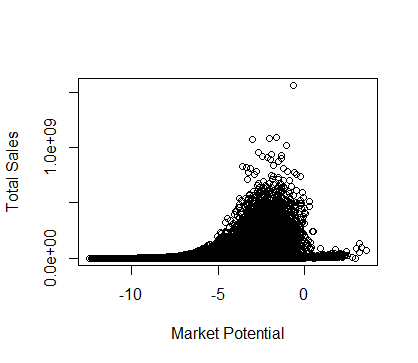 Total Sales
1.0e+09
0.0e+00
-10
-5
0
Market Potential